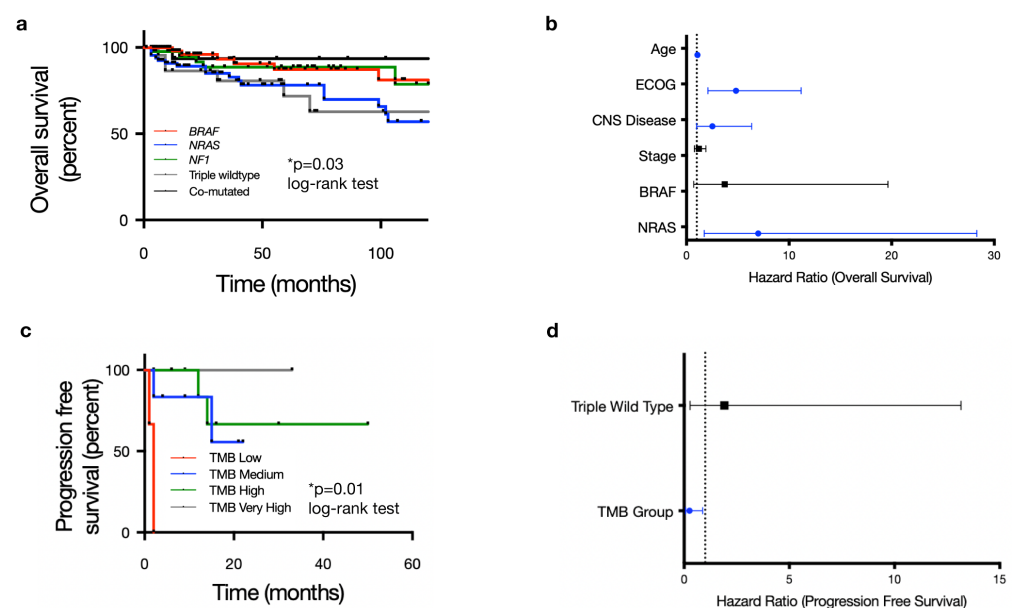 a
Overall survival
(percent)
100
50
0
BRAF
NRAS
NF1
Triple wildtype
Co-mutated
*p=0.03
log-rank test
0
50
100
Time (months)
b
Age
ECOG
CNS Disease
Stage
BRAF
NRAS
0
10
20
30
Hazard Ratio (Overall Survival)
c
Progression free
survival (percent)
100
50
0
TMB Low
TMB Medium
TMB High
TMB Very High
*p=0.01
log-rank test
0
20
40
60
Time (months)
d
Triple Wild Type
TMB Group
0
5
10
15
Hazard Ratio (Progression Free Survival)